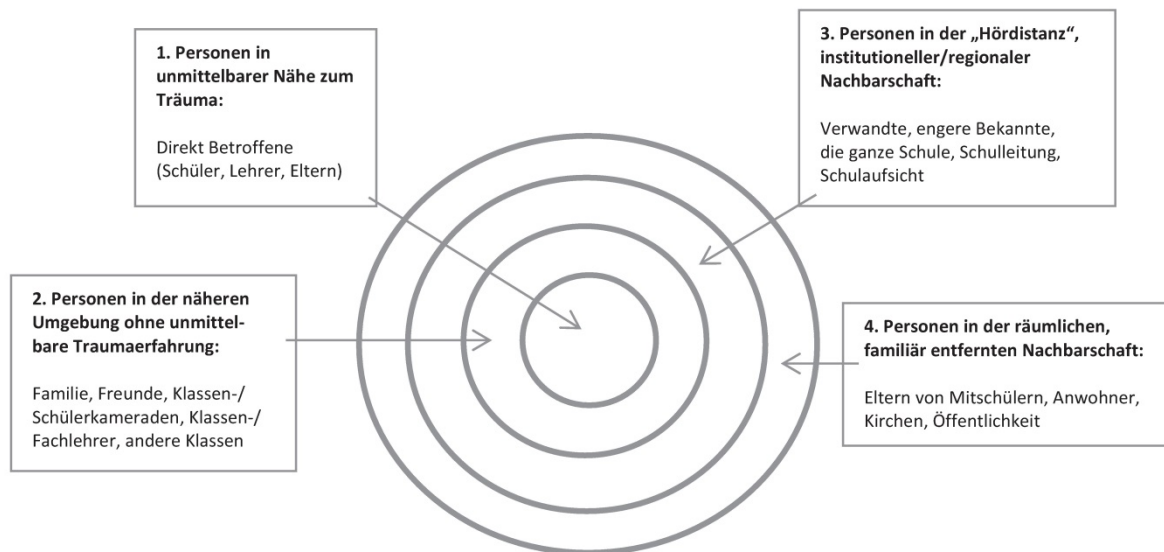 1. Personen in
unmittelbarer Nähe zum
Träuma:
Direkt Betroffene
(Schüler, Lehrer, Eltern)
2. Personen in der näheren
Umgebung ohne unmittel-
bare Traumaerfahrung:
Familie, Freunde, Klassen-/
Schülerkameraden, Klassen-/
Fachlehrer, andere Klassen
3. Personen in der „Hördistanz“,
institutioneller/regionaler
Nachbarschaft:
Verwandte, engere Bekannte,
die ganze Schule, Schulleitung,
Schulaufsicht
4. Personen in der räumlichen,
familiär entfernten Nachbarschaft:
Eltern von Mitschülern, Anwohner,
Kirchen, Öffentlichkeit